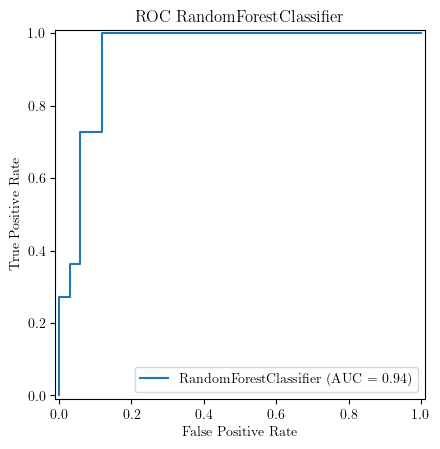 ROC RandomForestClassifier
1.0
0.8
0.6
0.4
0.2
0.0
True Positive Rate
RandomForestClassifier (AUC = 0.94)
0.0 0.2 0.4 0.6 0.8 1.0
False Positive Rate